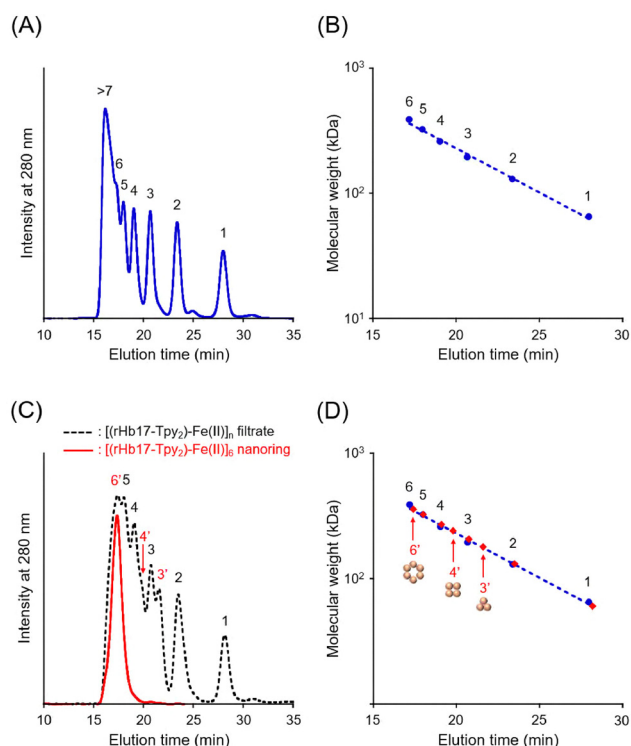 (A)
>7
6
5
4
3
2
1
Intensity at 280 nm
10 15 20 25 30 35
Elution time (min)
(B)
10³
10²
10¹
6
5
4
3
2
1
Molecular weight (kDa)
15 20 25 30
Elution time (min)
(C)
: [(rHb17-Tpy₂)-Fe(II)]ₙ filtrate
: [(rHb17-Tpy₂)-Fe(II)]₆ nanoring
6’
5
4
4’
3
3’
2
1
Intensity at 280 nm
10 15 20 25 30 35
Elution time (min)
(D)
10³
10²
10¹
6
5
4
3
2
1
6’
4’
3’
Molecular weight (kDa)
15 20 25 30
Elution time (min)